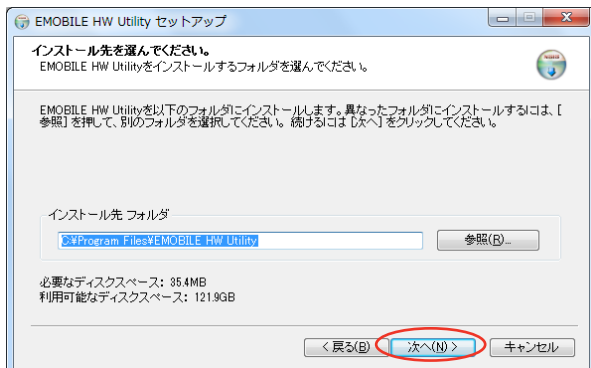 EMOBILE HW Utility セットアップ
インストール先を選んでください。
EMOBILE HW Utilityをインストールするフォルダを選んでください。
EMOBILE HW Utilityを以下のフォルダにインストールします。異なったフォルダにインストールするには、[
参照] を押して、別のフォルダを選択してください。 続けるには [次へ] をクリックしてください。
インストール先 フォルダ
C:¥Program Files¥EMOBILE HW Utility
参照(R)...
必要なディスクスペース: 35.4MB
利用可能なディスクスペース: 121.9GB
< 戻る(B)
次へ(N) >
キャンセル